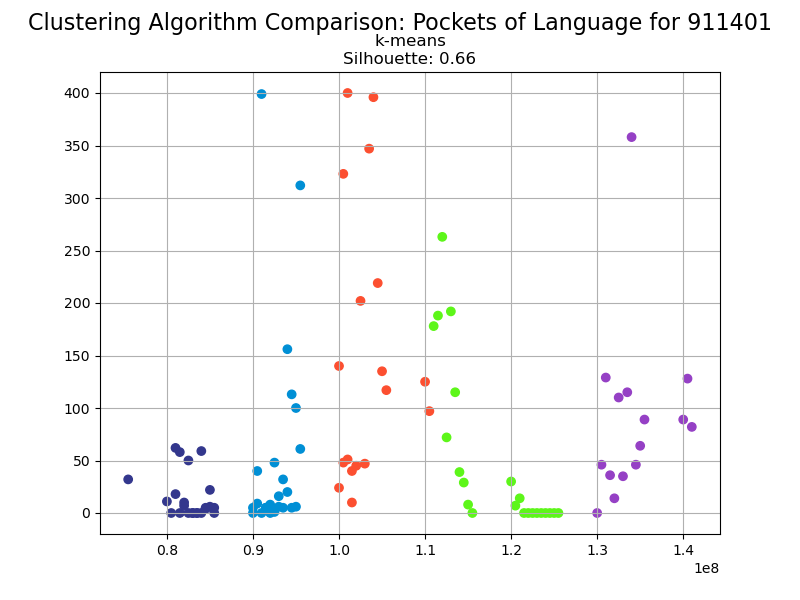 Clustering Algorithm Comparison: Pockets of Language for 911401
k-means
Silhouette: 0.66
400
350
300
250
200
150
100
50
0
0.8 0.9 1.0 1.1 1.2 1.3 1.4
1e8